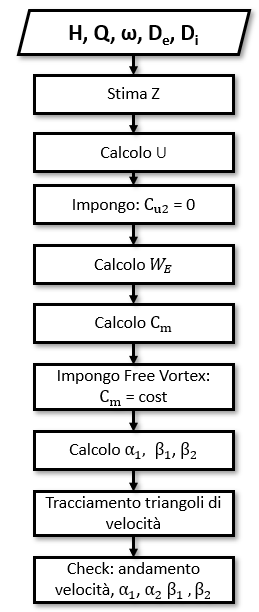 H, Q, ω, Dₑ, Dᵢ
Stima Z
Calcolo U
Impongo: Cᵤ₂ = 0
Calcolo W_E
Calcolo Cₘ
Impongo Free Vortex:
Cₘ = cost
Calcolo α₁, β₁, β₂
Tracciamento triangoli di
velocità
Check: andamento
velocità, α₁, α₂ β₁ , β₂